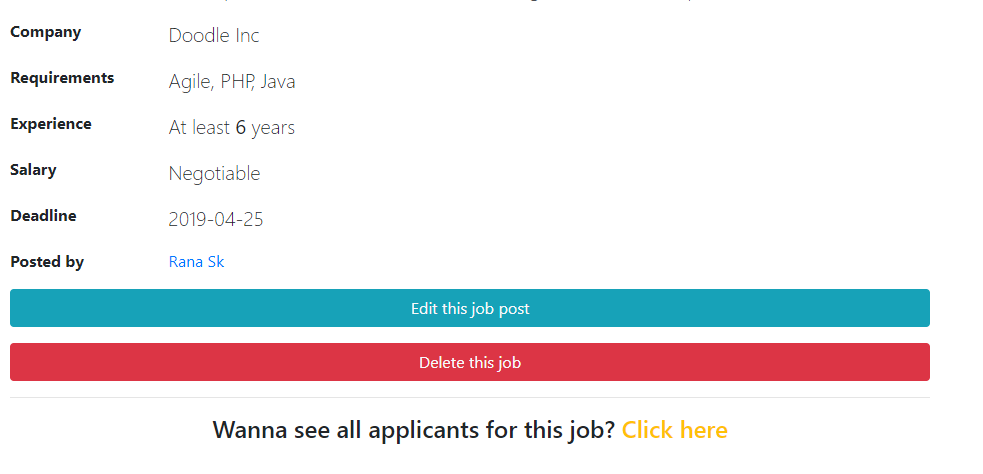 Company Doodle Inc
Requirements Agile, PHP, Java
Experience At least 6 years
Salary Negotiable
Deadline 2019-04-25
Posted by Rana Sk
Edit this job post
Delete this job
Wanna see all applicants for this job? Click here